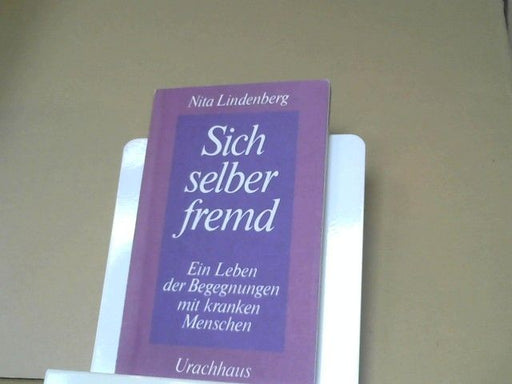 Nita Lindenberg
Sich
selber
fremd
Ein Leben
der Begegnungen
mit kranken
Menschen
Urachhaus